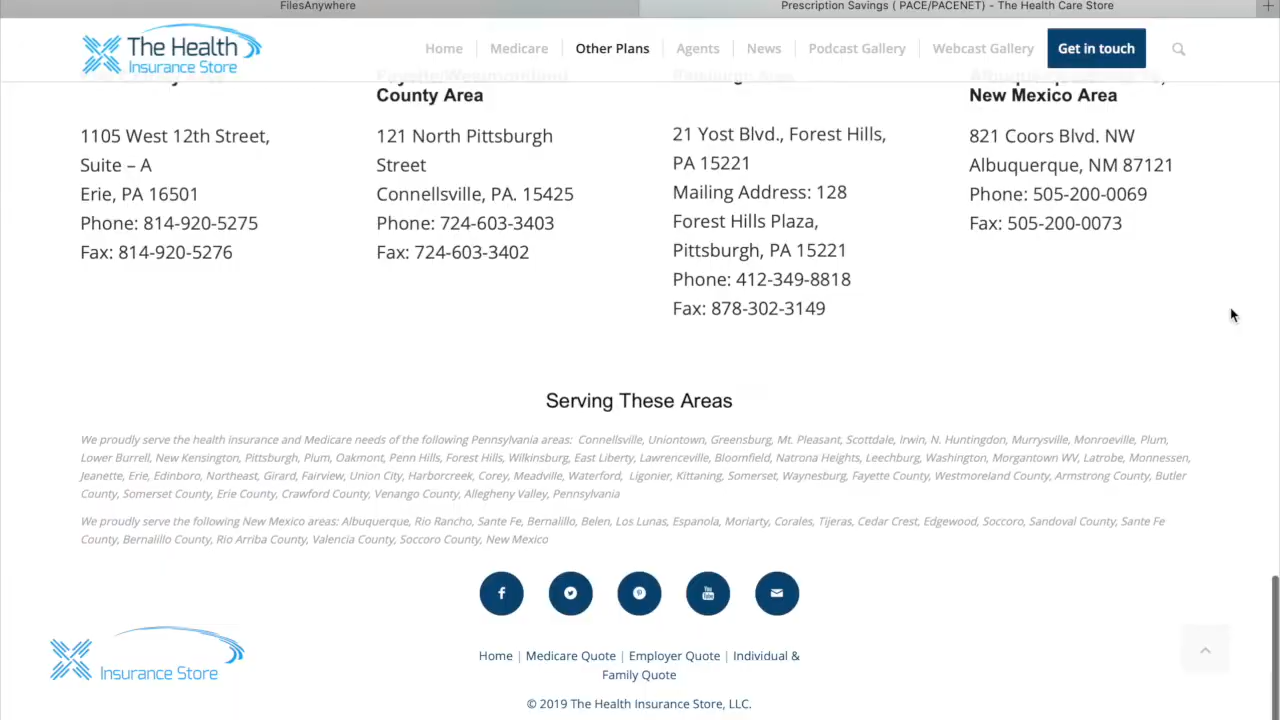 FilesAnywhere
Prescription Savings ( PACE/PACENET) - The Health Care Store
The Health
Insurance Store
Home
Medicare
Other Plans
Agents
News
Podcast Gallery
Webcast Gallery
Get in touch
County Area
1105 West 12th Street,
Suite – A
Erie, PA 16501
Phone: 814-920-5275
Fax: 814-920-5276
121 North Pittsburgh
Street
Connellsville, PA. 15425
Phone: 724-603-3403
Fax: 724-603-3402
21 Yost Blvd., Forest Hills,
PA 15221
Mailing Address: 128
Forest Hills Plaza,
Pittsburgh, PA 15221
Phone: 412-349-8818
Fax: 878-302-3149
New Mexico Area
821 Coors Blvd. NW
Albuquerque, NM 87121
Phone: 505-200-0069
Fax: 505-200-0073
Serving These Areas
We proudly serve the health insurance and Medicare needs of the following Pennsylvania areas: Connellsville, Uniontown, Greensburg, Mt. Pleasant, Scottdale, Irwin, N. Huntingdon, Murrysville, Monroeville, Plum,
Lower Burrell, New Kensington, Pittsburgh, Plum, Oakmont, Penn Hills, Forest Hills, Wilkinsburg, East Liberty, Lawrenceville, Bloomfield, Natrona Heights, Leechburg, Washington, Morgantown WV, Latrobe, Monnessen,
Jeanette, Erie, Edinboro, Northeast, Girard, Fairview, Union City, Harborcreek, Corey, Meadville, Waterford, Ligonier, Kittaning, Somerset, Waynesburg, Fayette County, Westmoreland County, Armstrong County, Butler
County, Somerset County, Erie County, Crawford County, Venango County, Allegheny Valley, Pennsylvania
We proudly serve the following New Mexico areas: Albuquerque, Rio Rancho, Sante Fe, Bernalillo, Belen, Los Lunas, Espanola, Moriarty, Corales, Tijeras, Cedar Crest, Edgewood, Soccoro, Sandoval County, Sante Fe
County, Bernalillo County, Rio Arriba County, Valencia County, Soccoro County, New Mexico
Insurance Store
Home | Medicare Quote | Employer Quote | Individual &
Family Quote
© 2019 The Health Insurance Store, LLC.